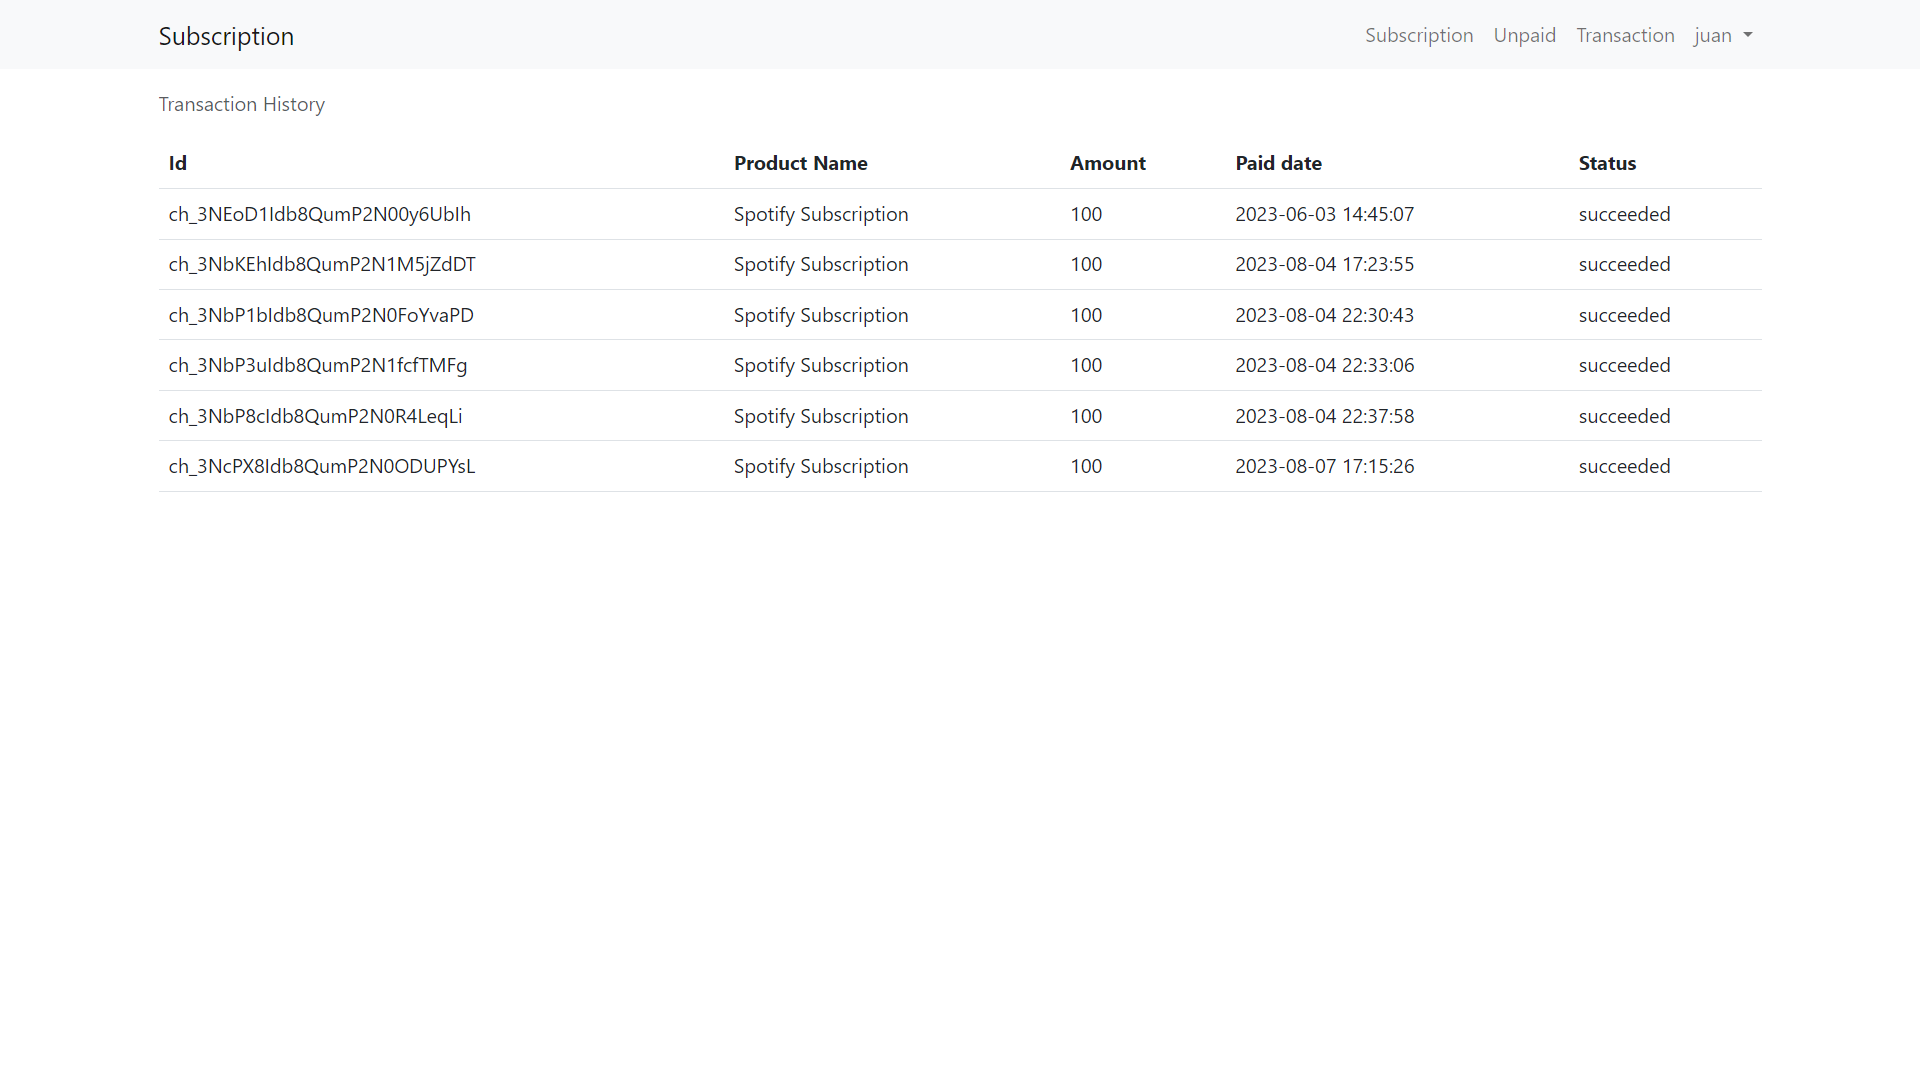 Subscription Subscription Unpaid Transaction juan
Transaction History
Id Product Name Amount Paid date Status
ch_3NEoD1Idb8QumP2N00y6UbIh Spotify Subscription 100 2023-06-03 14:45:07 succeeded
ch_3NbKEhIdb8QumP2N1M5jZdDT Spotify Subscription 100 2023-08-04 17:23:55 succeeded
ch_3NbP1bIdb8QumP2N0FoYvaPD Spotify Subscription 100 2023-08-04 22:30:43 succeeded
ch_3NbP3uIdb8QumP2N1fcfTMFg Spotify Subscription 100 2023-08-04 22:33:06 succeeded
ch_3NbP8cIdb8QumP2N0R4LeqLi Spotify Subscription 100 2023-08-04 22:37:58 succeeded
ch_3NcPX8Idb8QumP2N0ODUPYsL Spotify Subscription 100 2023-08-07 17:15:26 succeeded